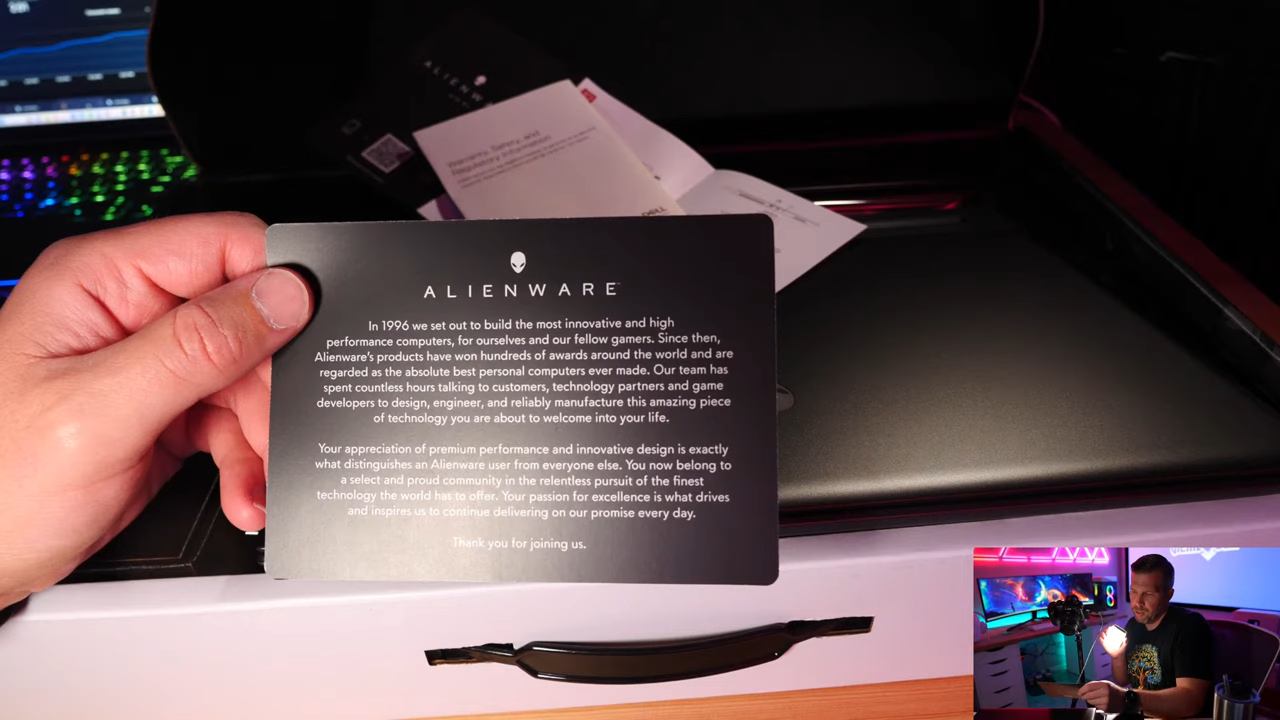 ALIENWARE
Warranty, Safety, and
Regulatory Information
DELL
ALIENWARE™
In 1996 we set out to build the most innovative and high
performance computers, for ourselves and our fellow gamers. Since then,
Alienware's products have won hundreds of awards around the world and are
regarded as the absolute best personal computers ever made. Our team has
spent countless hours talking to customers, technology partners and game
developers to design, engineer, and reliably manufacture this amazing piece
of technology you are about to welcome into your life.
Your appreciation of premium performance and innovative design is exactly
what distinguishes an Alienware user from everyone else. You now belong to
a select and proud community in the relentless pursuit of the finest
technology the world has to offer. Your passion for excellence is what drives
and inspires us to continue delivering on our promise every day.
Thank you for joining us.